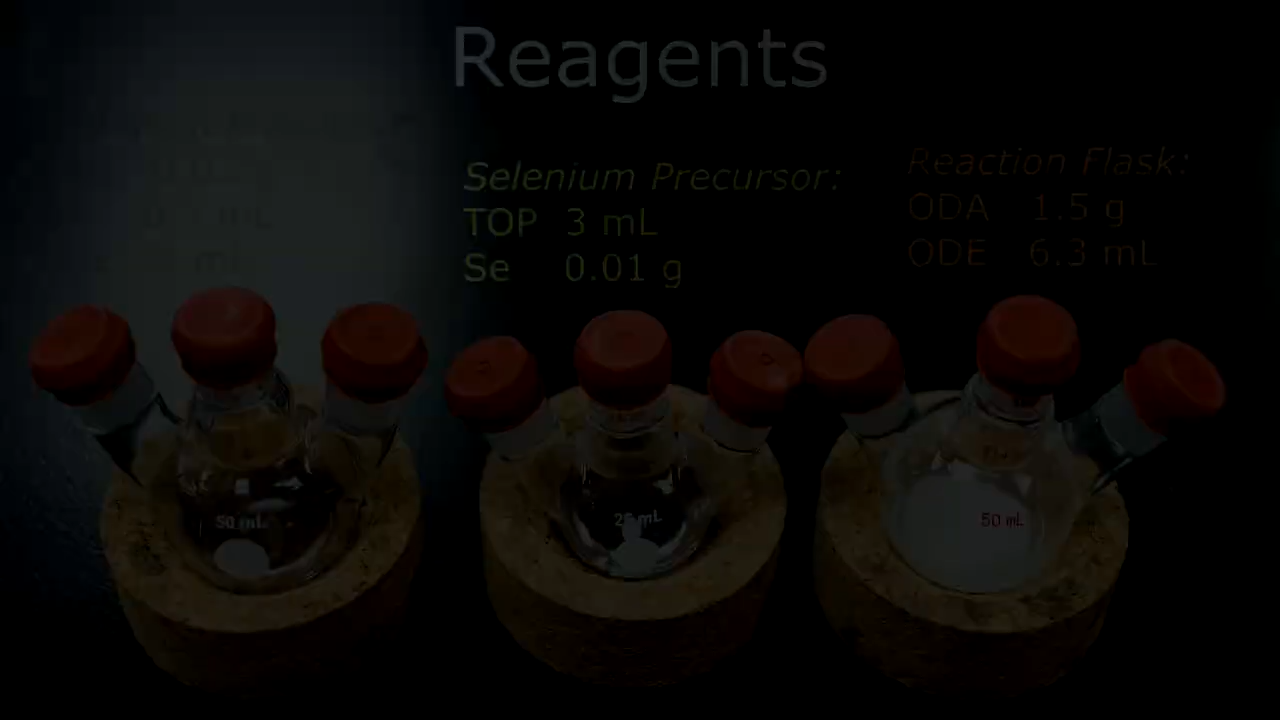 Reagents
Selenium Precursor:
TOP 3 mL
Se 0.01 g
Reaction Flask:
ODA 1.5 g
ODE 6.3 mL
50 mL
25 mL
50 mL